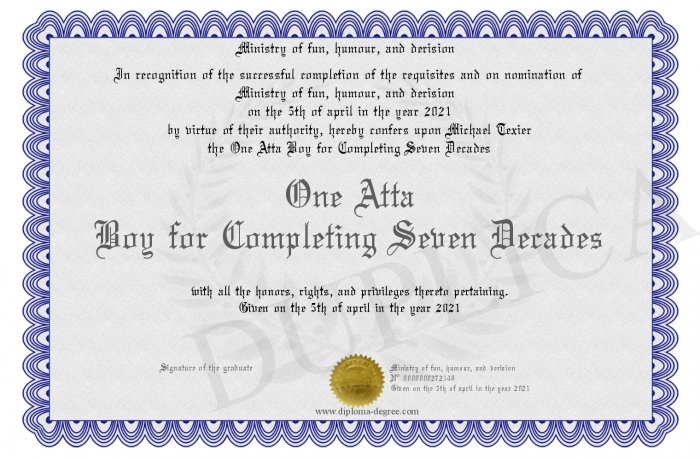 Ministry of fun, humour, and derision
In recognition of the successful completion of the requisites and on nomination of
Ministry of fun, humour, and derision
on the 5th of april in the year 2021
by virtue of their authority, hereby confers upon Michael Texier
the One Atta Boy for Completing Seven Decades
One Atta
Boy for Completing Seven Decades
with all the honors, rights, and privileges thereto pertaining.
Given on the 5th of april in the year 2021
DUPLICA
Signature of the graduate
Ministry of fun, humour, and derision
N° 0000000272148
Given on the 5th of april in the year 2021
www.diploma-degree.com